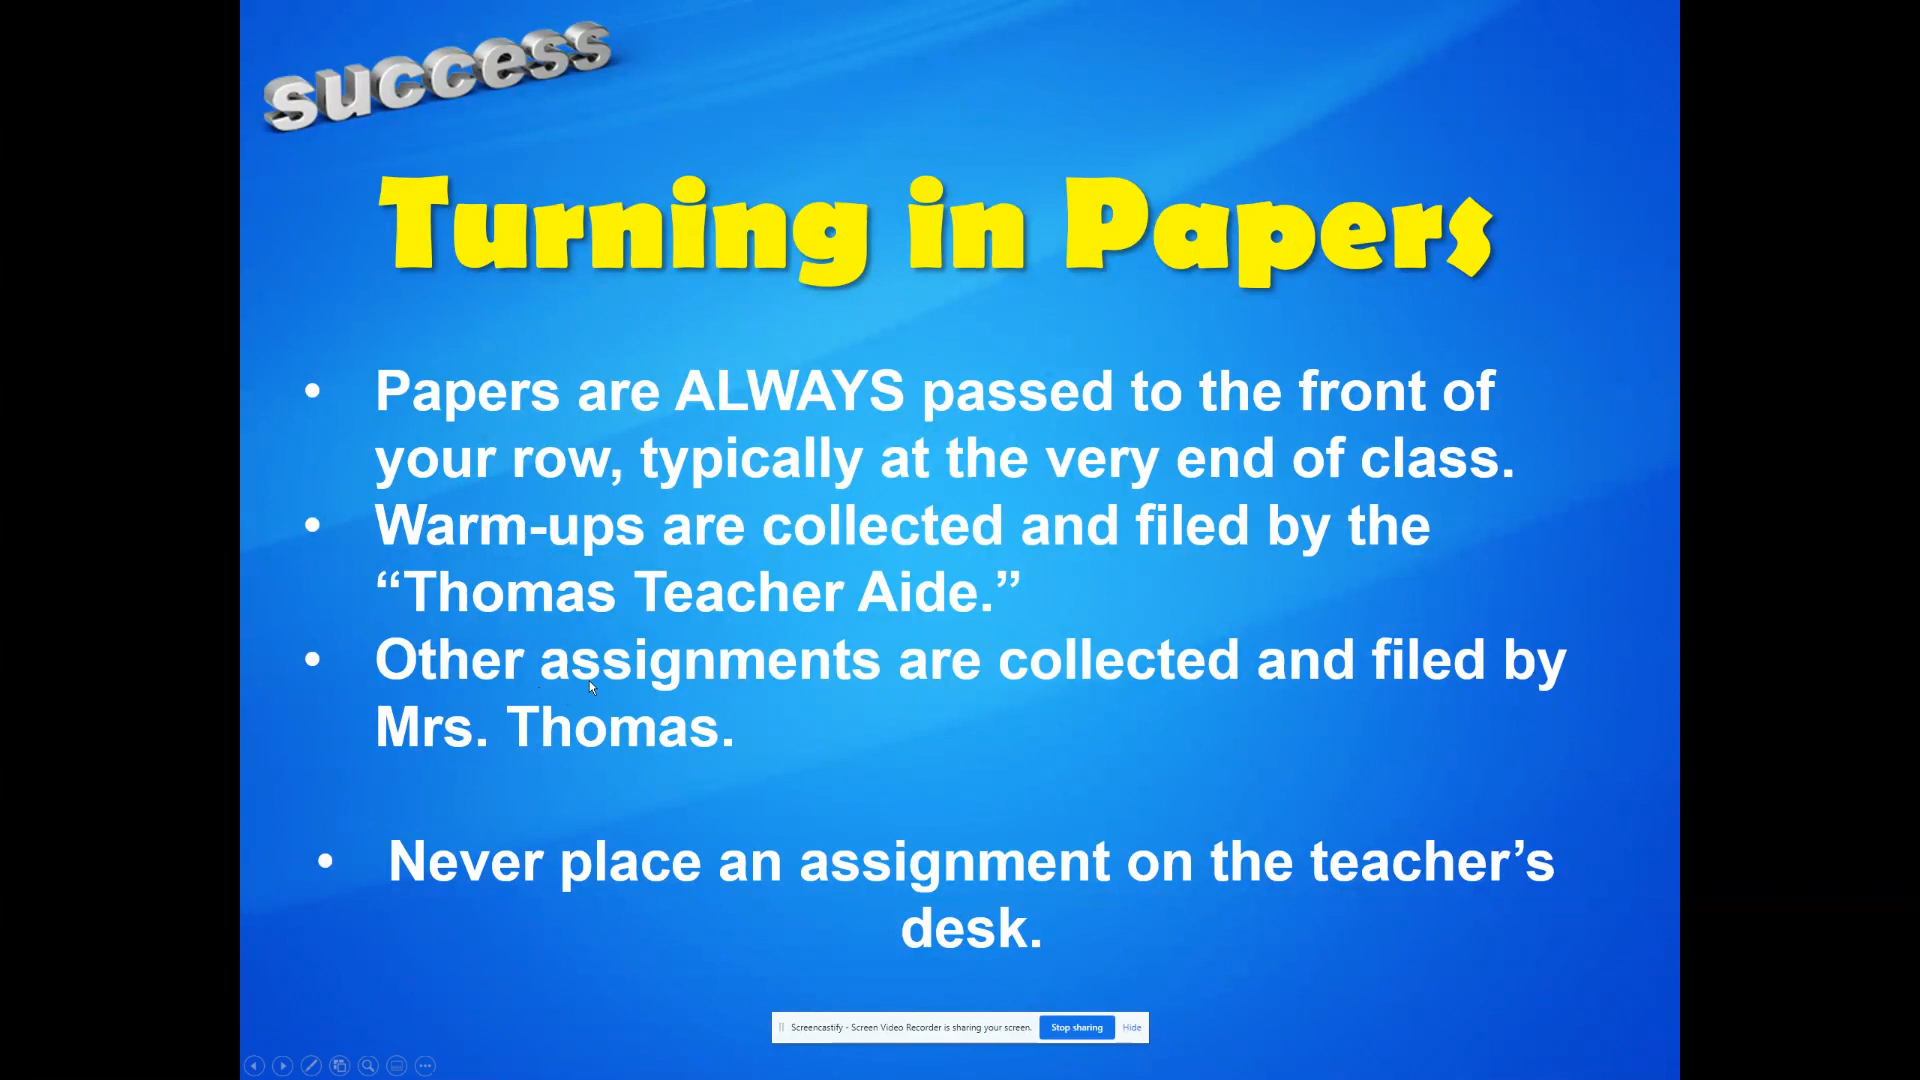 success
Turning in Papers
• Papers are ALWAYS passed to the front of
your row, typically at the very end of class.
• Warm-ups are collected and filed by the
“Thomas Teacher Aide.”
• Other assignments are collected and filed by
Mrs. Thomas.
• Never place an assignment on the teacher’s
desk.
Screencastify - Screen Video Recorder is sharing your screen. Stop sharing Hide